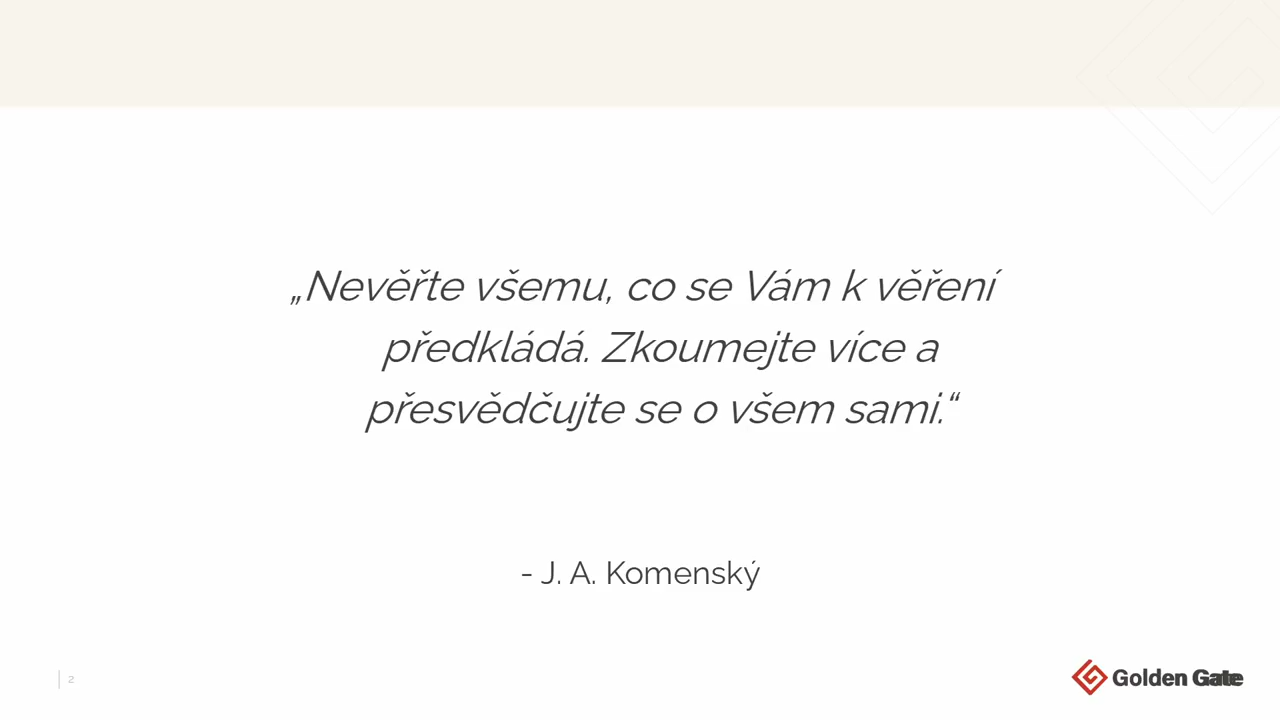 „Nevěřte všemu, co se Vám k věření
předkládá. Zkoumejte více a
přesvědčujte se o všem sami.“
- J. A. Komenský
2
Golden Gate